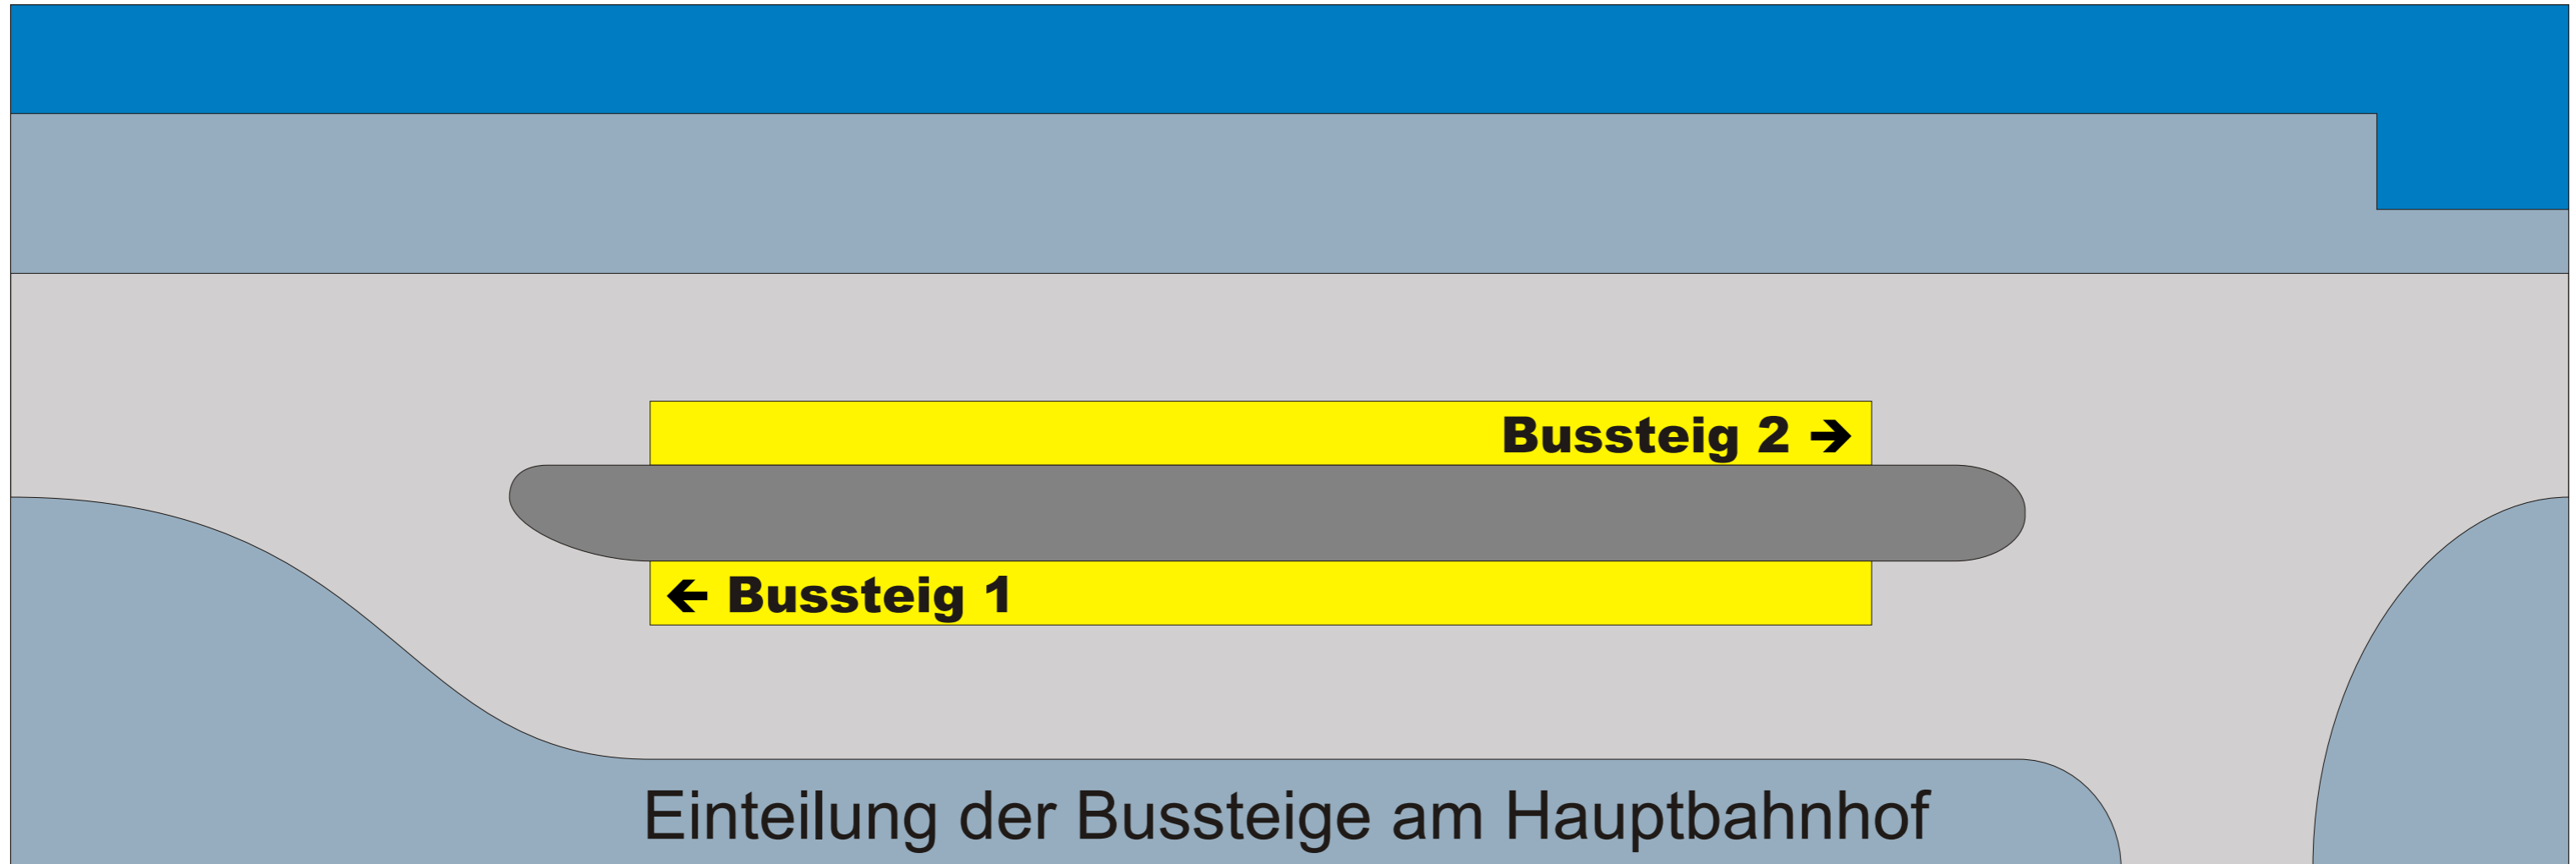 Bussteig 2 →
← Bussteig 1
Einteilung der Bussteige am Hauptbahnhof